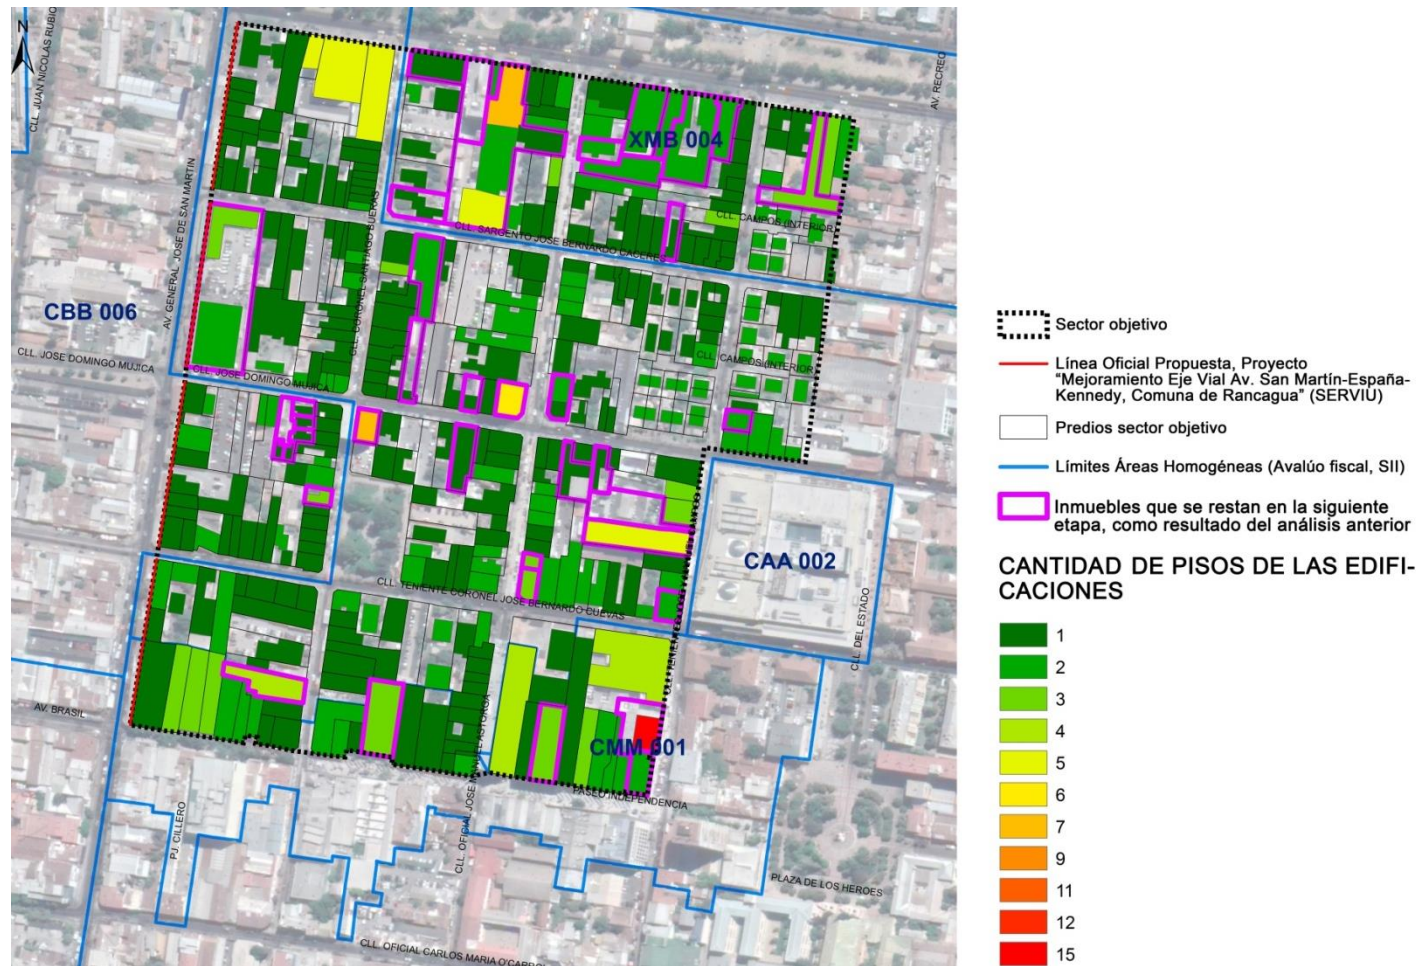 N
CLL. JUAN NICOLAS RUBIO
AV. RECREO
XMB 004
AV. GENERAL JOSE DE SAN MARTIN
CLL. CORONEL SANTIAGO BUERAS
CLL. CAMPOS (INTERIOR)
CLL. SARGENTO JOSE BERNARDO CACERES
CBB 006
CLL. JOSE DOMINGO MUJICA
CLL. JOSE DOMINGO MUJICA
CLL. CAMPOS (INTERIOR)
CAA 002
CLL. TENIENTE CORONEL JOSE BERNARDO CUEVAS
CLL. DEL ESTADO
AV. BRASIL
CMM 001
CLL. OFICIAL JOSE MANUEL ASTORGA
PASEO INDEPENDENCIA
PJ. CILLERO
PLAZA DE LOS HEROES
CLL. OFICIAL CARLOS MARIA O'CARRO
Sector objetivo
Línea Oficial Propuesta, Proyecto
"Mejoramiento Eje Vial Av. San Martín-España-
Kennedy, Comuna de Rancagua" (SERVIU)
Predios sector objetivo
Límites Áreas Homogéneas (Avalúo fiscal, SII)
Inmuebles que se restan en la siguiente
etapa, como resultado del análisis anterior
CANTIDAD DE PISOS DE LAS EDIFI-
CACIONES
1
2
3
4
5
6
7
9
11
12
15